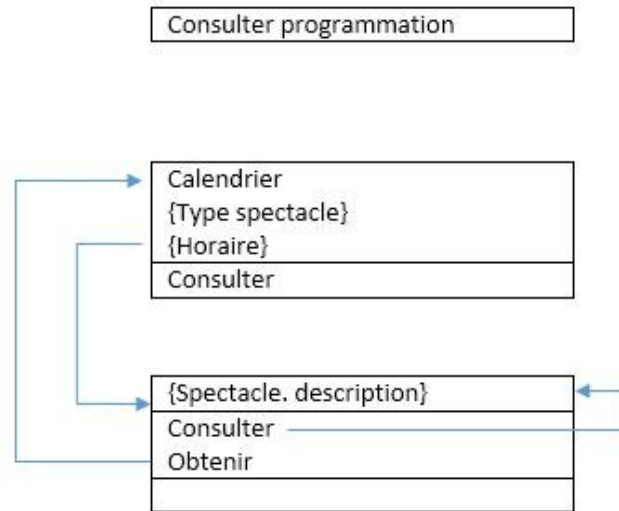 Consulter programmation
Calendrier
{Type spectacle}
{Horaire}
Consulter
{Spectacle. description}
Consulter
Obtenir